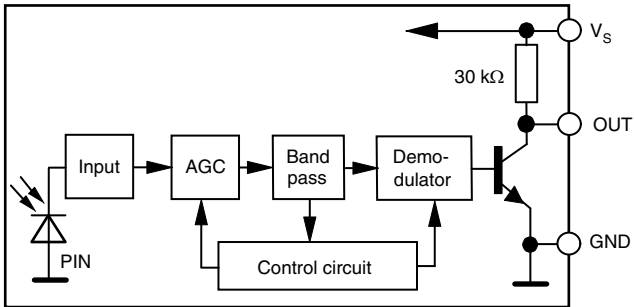 V_S
30 kΩ
OUT
Input
AGC
Band
pass
Demo-
dulator
PIN
Control circuit
GND